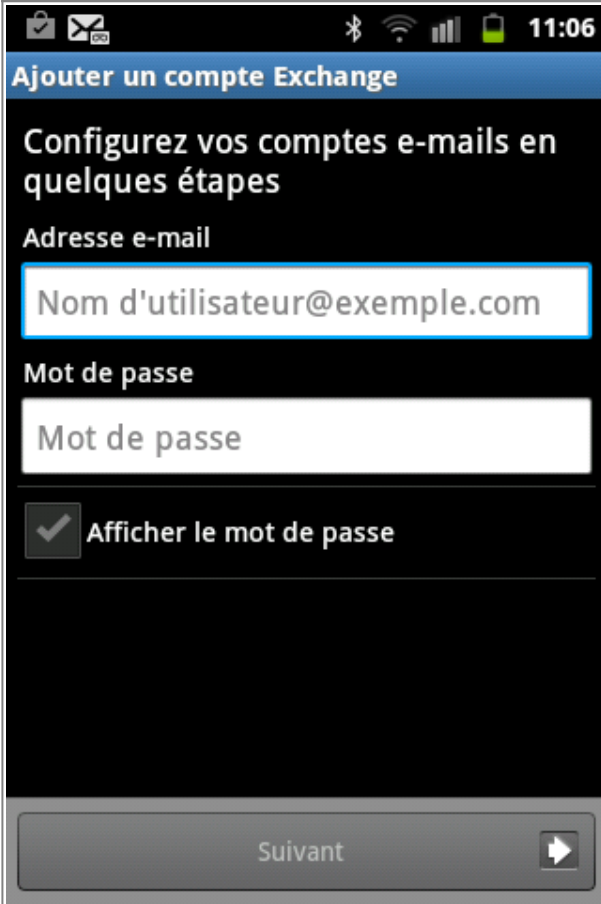 11:06
Ajouter un compte Exchange
Configurez vos comptes e-mails en
quelques étapes
Adresse e-mail
Nom d'utilisateur@exemple.com
Mot de passe
Mot de passe
Afficher le mot de passe
Suivant